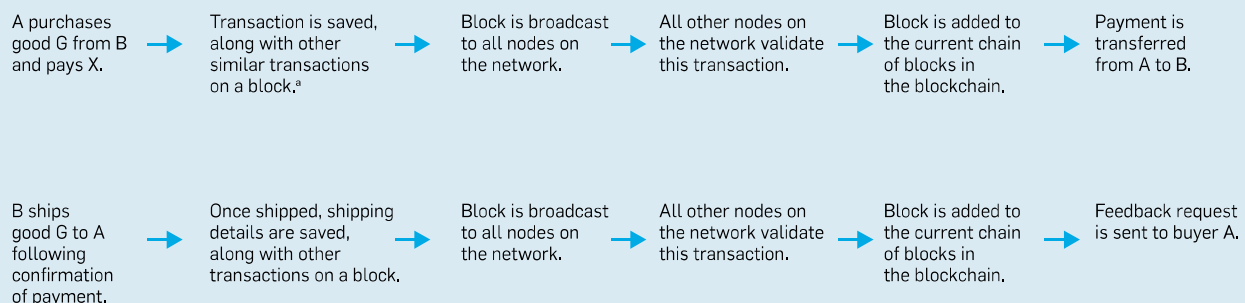 A purchases
good G from B
and pays X.
Transaction is saved,
along with other
similar transactions
on a block.ª
Block is broadcast
to all nodes on
the network.
All other nodes on
the network validate
this transaction.
Block is added to
the current chain
of blocks in
the blockchain.
Payment is
transferred
from A to B.
B ships
good G to A
following
confirmation
of payment.
Once shipped, shipping
details are saved,
along with other
transactions on a block.
Block is broadcast
to all nodes on
the network.
All other nodes on
the network validate
this transaction.
Block is added to
the current chain
of blocks in
the blockchain.
Feedback request
is sent to buyer A.